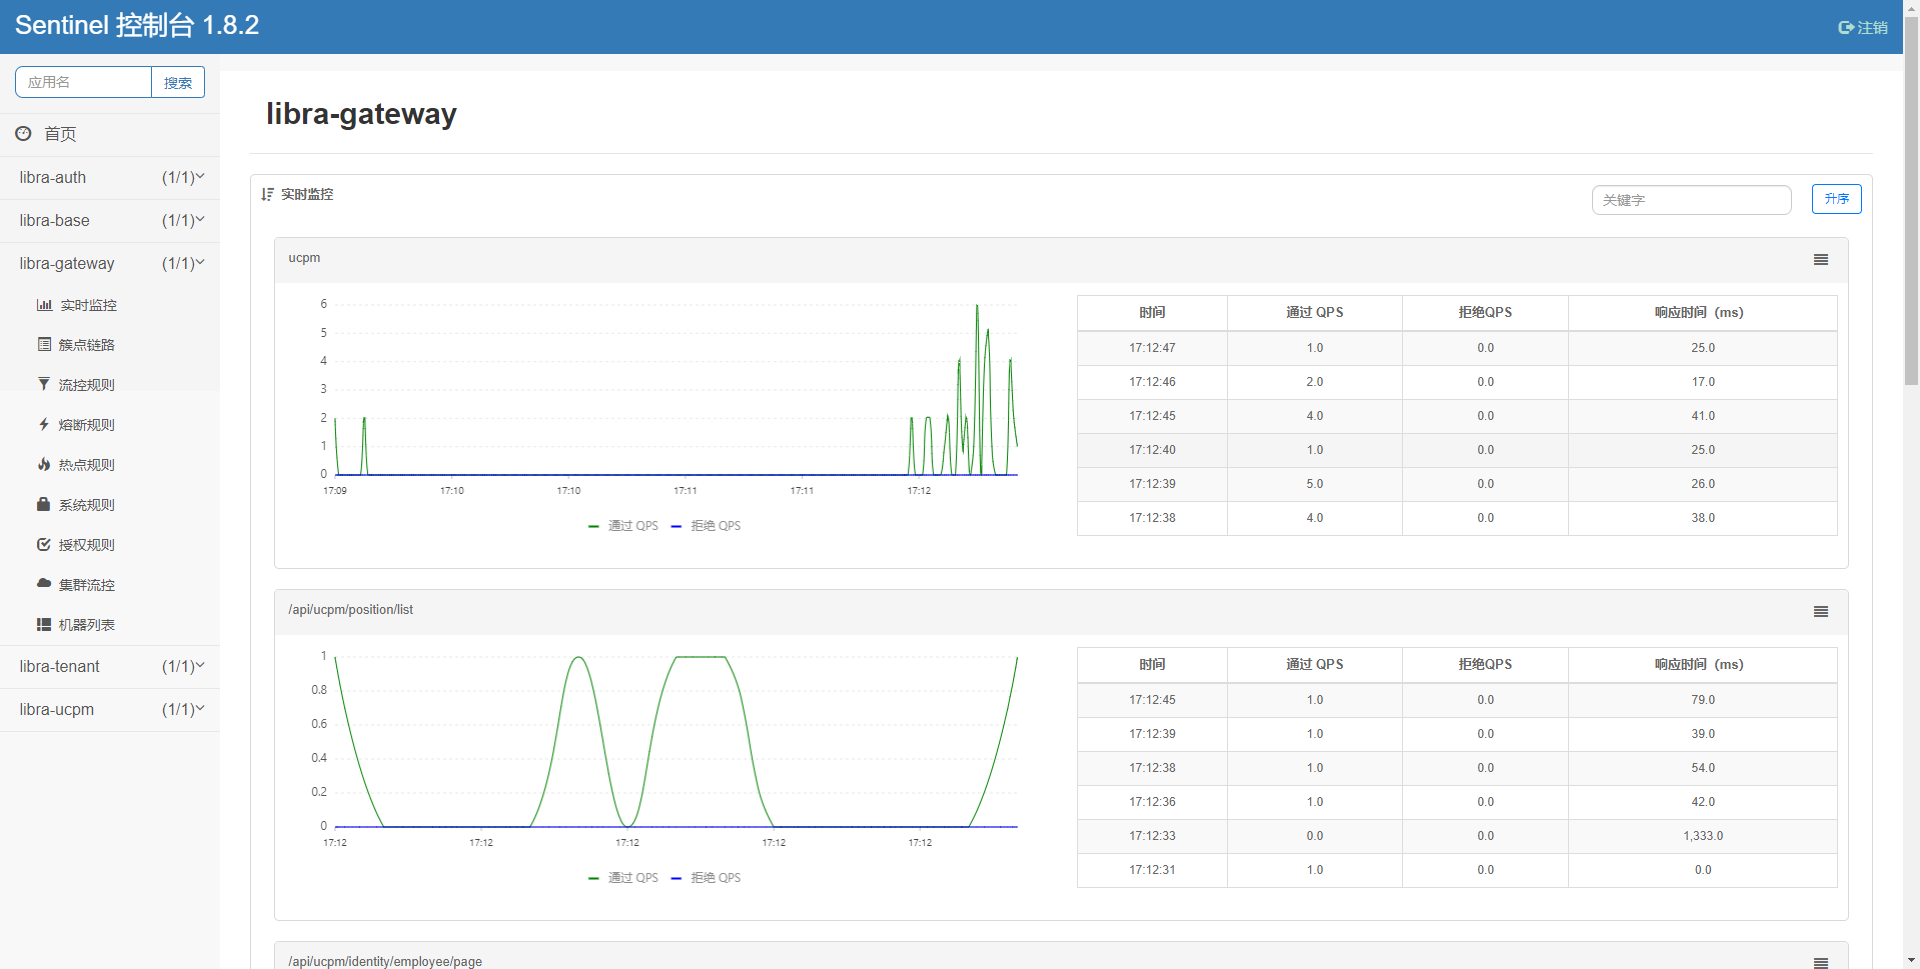 Sentinel 控制台 1.8.2
注销
应用名
搜索
首页
libra-auth (1/1)
libra-base (1/1)
libra-gateway (1/1)
实时监控
簇点链路
流控规则
熔断规则
热点规则
系统规则
授权规则
集群流控
机器列表
libra-tenant (1/1)
libra-ucpm (1/1)
libra-gateway
实时监控
关键字
升序
ucpm
6
5
4
3
2
1
0
17:09 17:10 17:10 17:11 17:11 17:12
通过 QPS 拒绝 QPS
时间 通过 QPS 拒绝QPS 响应时间（ms）
17:12:47 1.0 0.0 25.0
17:12:46 2.0 0.0 17.0
17:12:45 4.0 0.0 41.0
17:12:40 1.0 0.0 25.0
17:12:39 5.0 0.0 26.0
17:12:38 4.0 0.0 38.0
/api/ucpm/position/list
1
0.8
0.6
0.4
0.2
0
17:12 17:12 17:12 17:12 17:12
通过 QPS 拒绝 QPS
时间 通过 QPS 拒绝QPS 响应时间（ms）
17:12:45 1.0 0.0 79.0
17:12:39 1.0 0.0 39.0
17:12:38 1.0 0.0 54.0
17:12:36 1.0 0.0 42.0
17:12:33 0.0 0.0 1,333.0
17:12:31 1.0 0.0 0.0
/api/ucpm/identity/employee/page